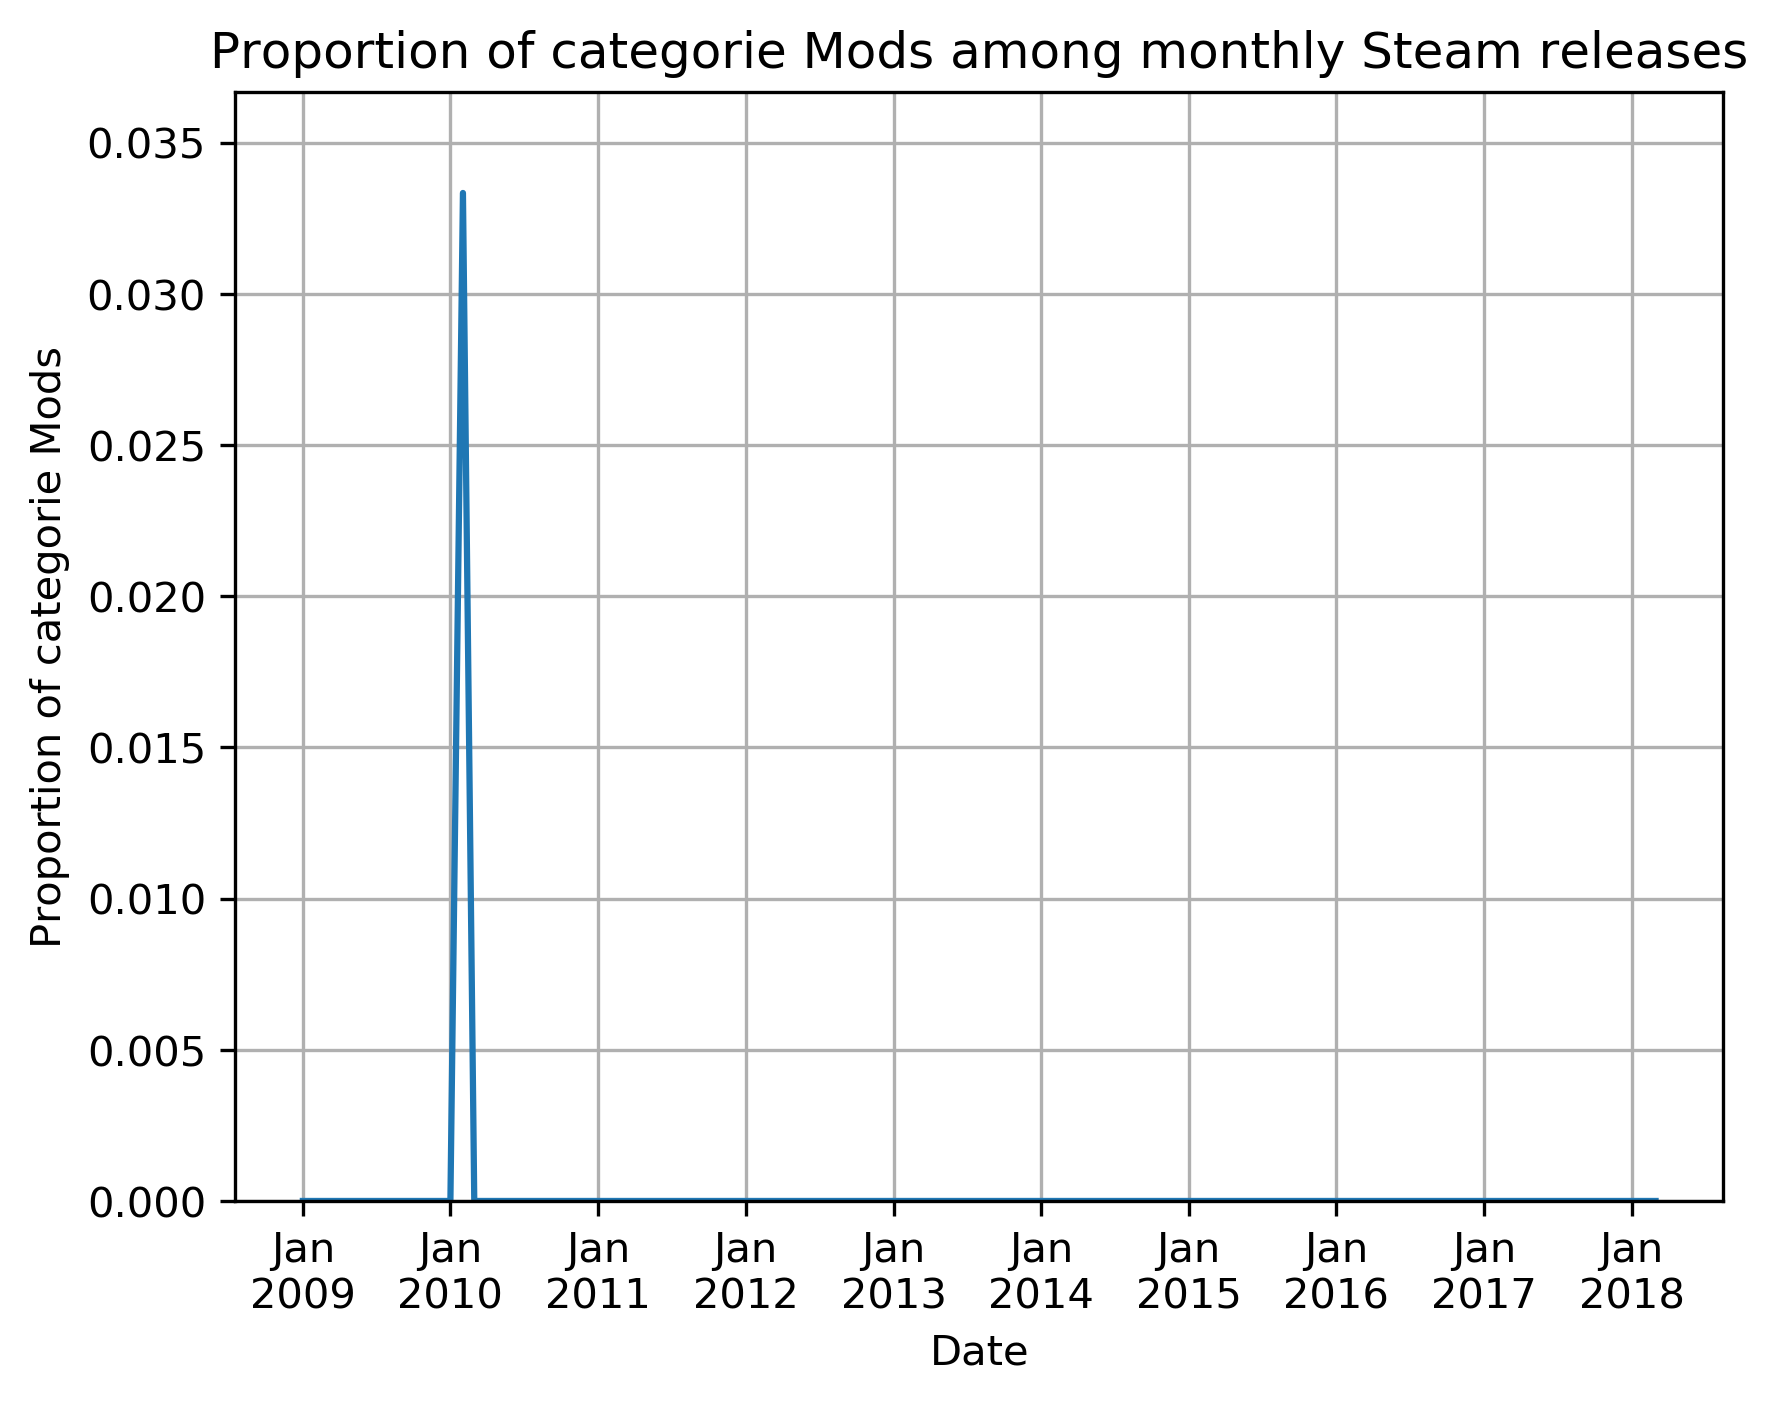 Proportion of categorie Mods among monthly Steam releases
Proportion of categorie Mods
0.035
0.030
0.025
0.020
0.015
0.010
0.005
0.000
Jan Jan Jan Jan Jan Jan Jan Jan Jan Jan
2009 2010 2011 2012 2013 2014 2015 2016 2017 2018
Date